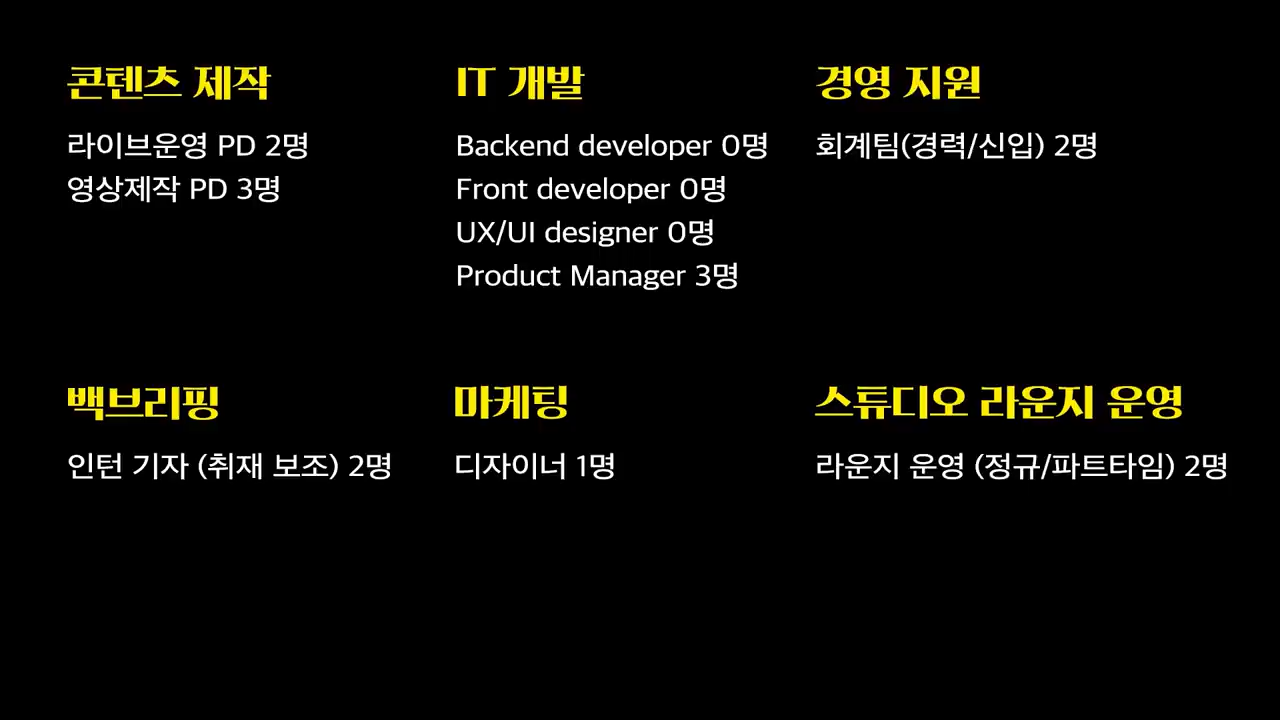 콘텐츠 제작
라이브운영 PD 2명
영상제작 PD 3명
IT 개발
Backend developer 0명
Front developer 0명
UX/UI designer 0명
Product Manager 3명
경영 지원
회계팀(경력/신입) 2명
백브리핑
인턴 기자 (취재 보조) 2명
마케팅
디자이너 1명
스튜디오 라운지 운영
라운지 운영 (정규/파트타임) 2명